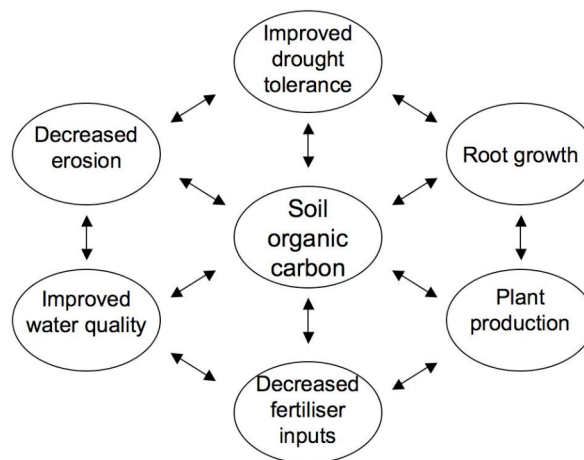 Improved
drought
tolerance
Decreased
erosion
Root growth
Soil
organic
carbon
Improved
water quality
Plant
production
Decreased
fertiliser
inputs